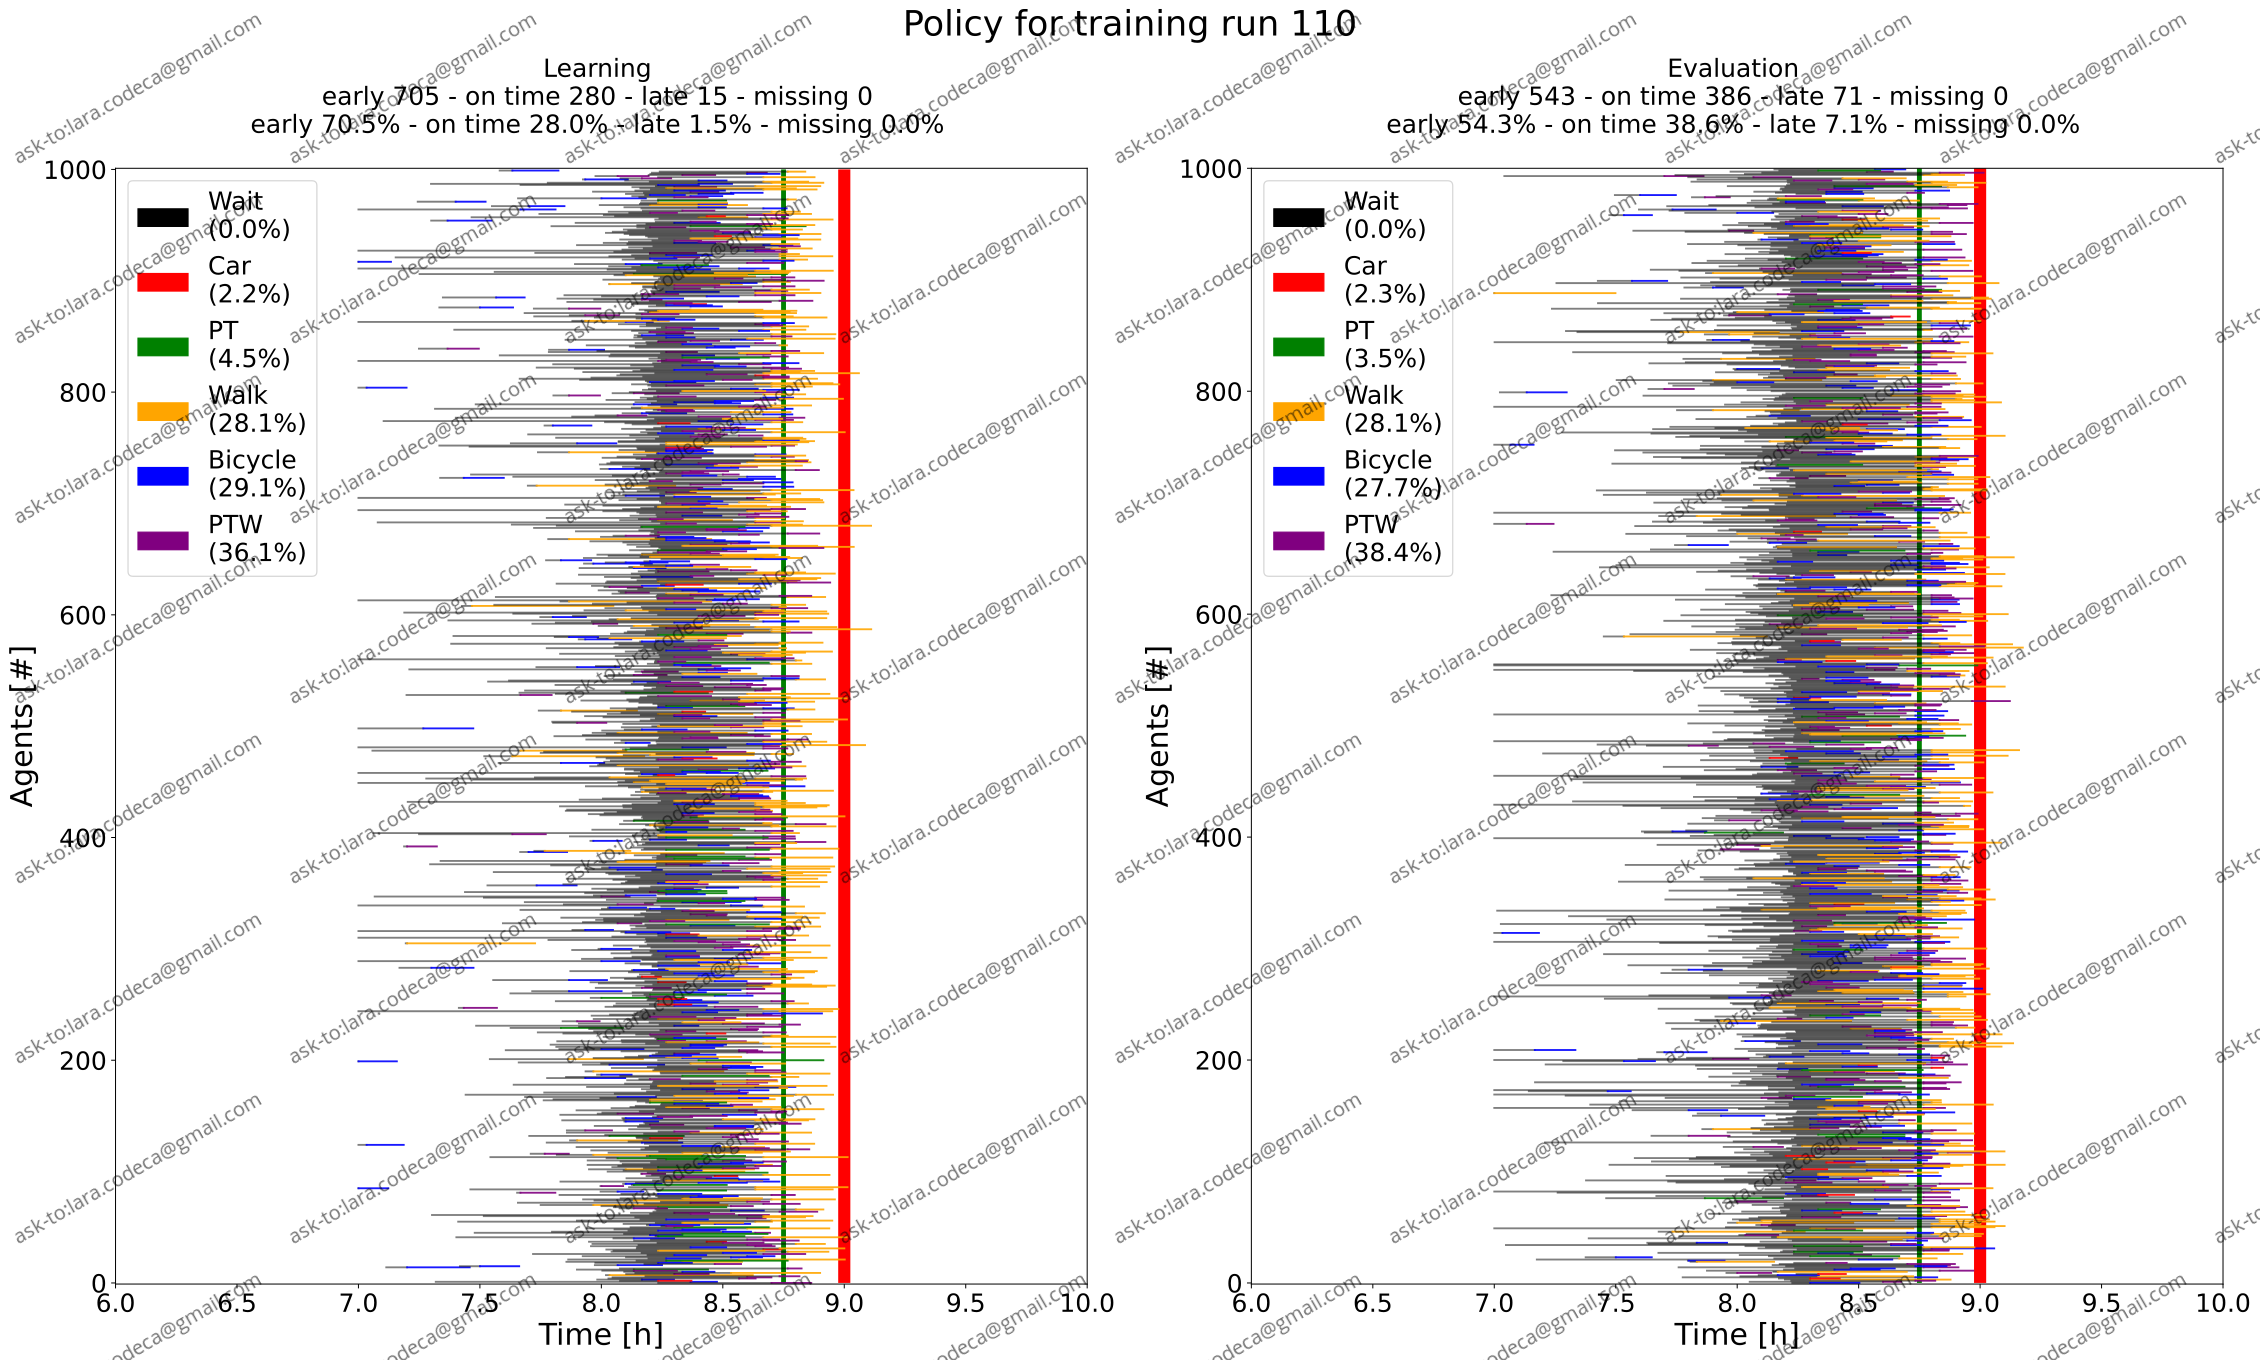 Policy for training run 110
Learning
early 705 - on time 280 - late 15 - missing 0
early 70.5% - on time 28.0% - late 1.5% - missing 0.0%
Evaluation
early 543 - on time 386 - late 71 - missing 0
early 54.3% - on time 38.6% - late 7.1% - missing 0.0%
Agents [#]
1000
800
600
400
200
0
Wait
(0.0%)
Car
(2.2%)
PT
(4.5%)
Walk
(28.1%)
Bicycle
(29.1%)
PTW
(36.1%)
6.0 6.5 7.0 7.5 8.0 8.5 9.0 9.5 10.0
Time [h]
Agents [#]
1000
800
600
400
200
0
Wait
(0.0%)
Car
(2.3%)
PT
(3.5%)
Walk
(28.1%)
Bicycle
(27.7%)
PTW
(38.4%)
6.0 6.5 7.0 7.5 8.0 8.5 9.0 9.5 10.0
Time [h]
ask-to:lara.codeca@gmail.com